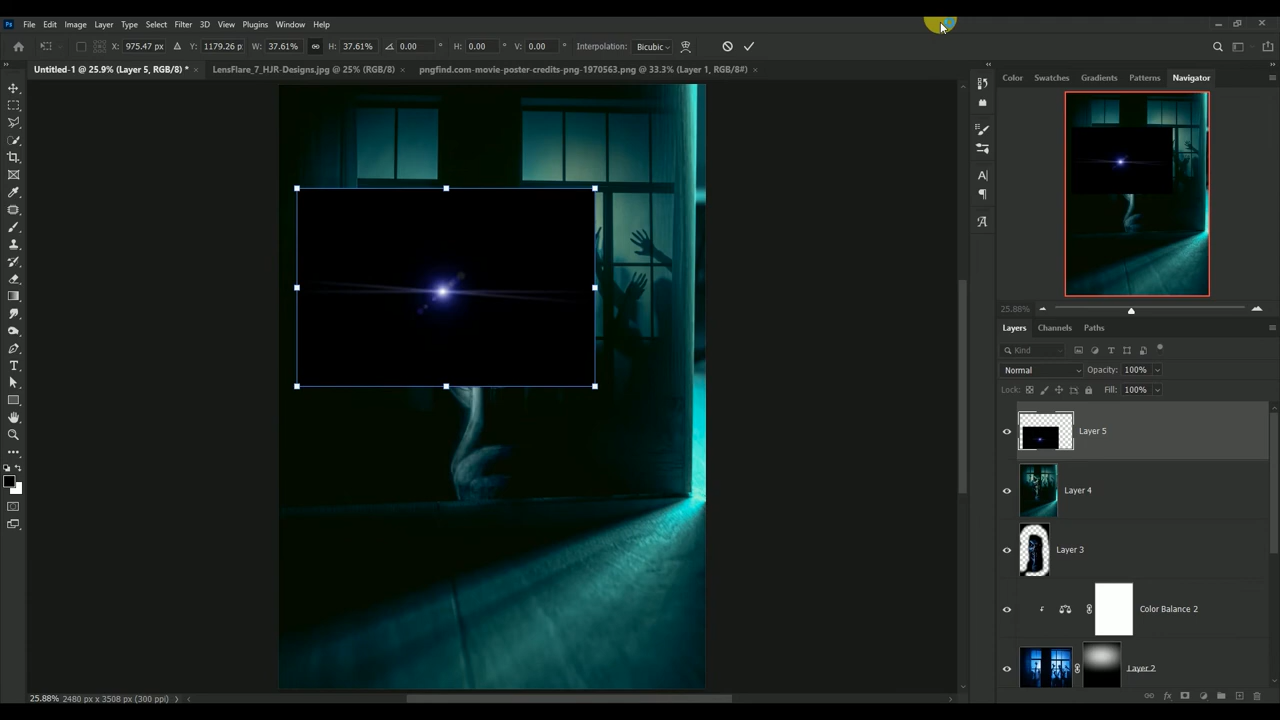 Ps File Edit Image Layer Type Select Filter 3D View Plugins Window Help
X: 975.47 px Y: 1179.26 p W: 37.61% H: 37.61% 0.00 ° H: 0.00 ° V: 0.00 ° Interpolation: Bicubic
Untitled-1 @ 25.9% (Layer 5, RGB/8) * × LensFlare_7_HJR-Designs.jpg @ 25% (RGB/8) × pngfind.com-movie-poster-credits-png-1970563.png @ 33.3% (Layer 1, RGB/8#) ×
Color Swatches Gradients Patterns Navigator
25.88%
Layers Channels Paths
Kind
Normal Opacity: 100%
Lock: Fill: 100%
Layer 5
Layer 4
Layer 3
Color Balance 2
Layer 2
25.88% 2480 px x 3508 px (300 ppi)